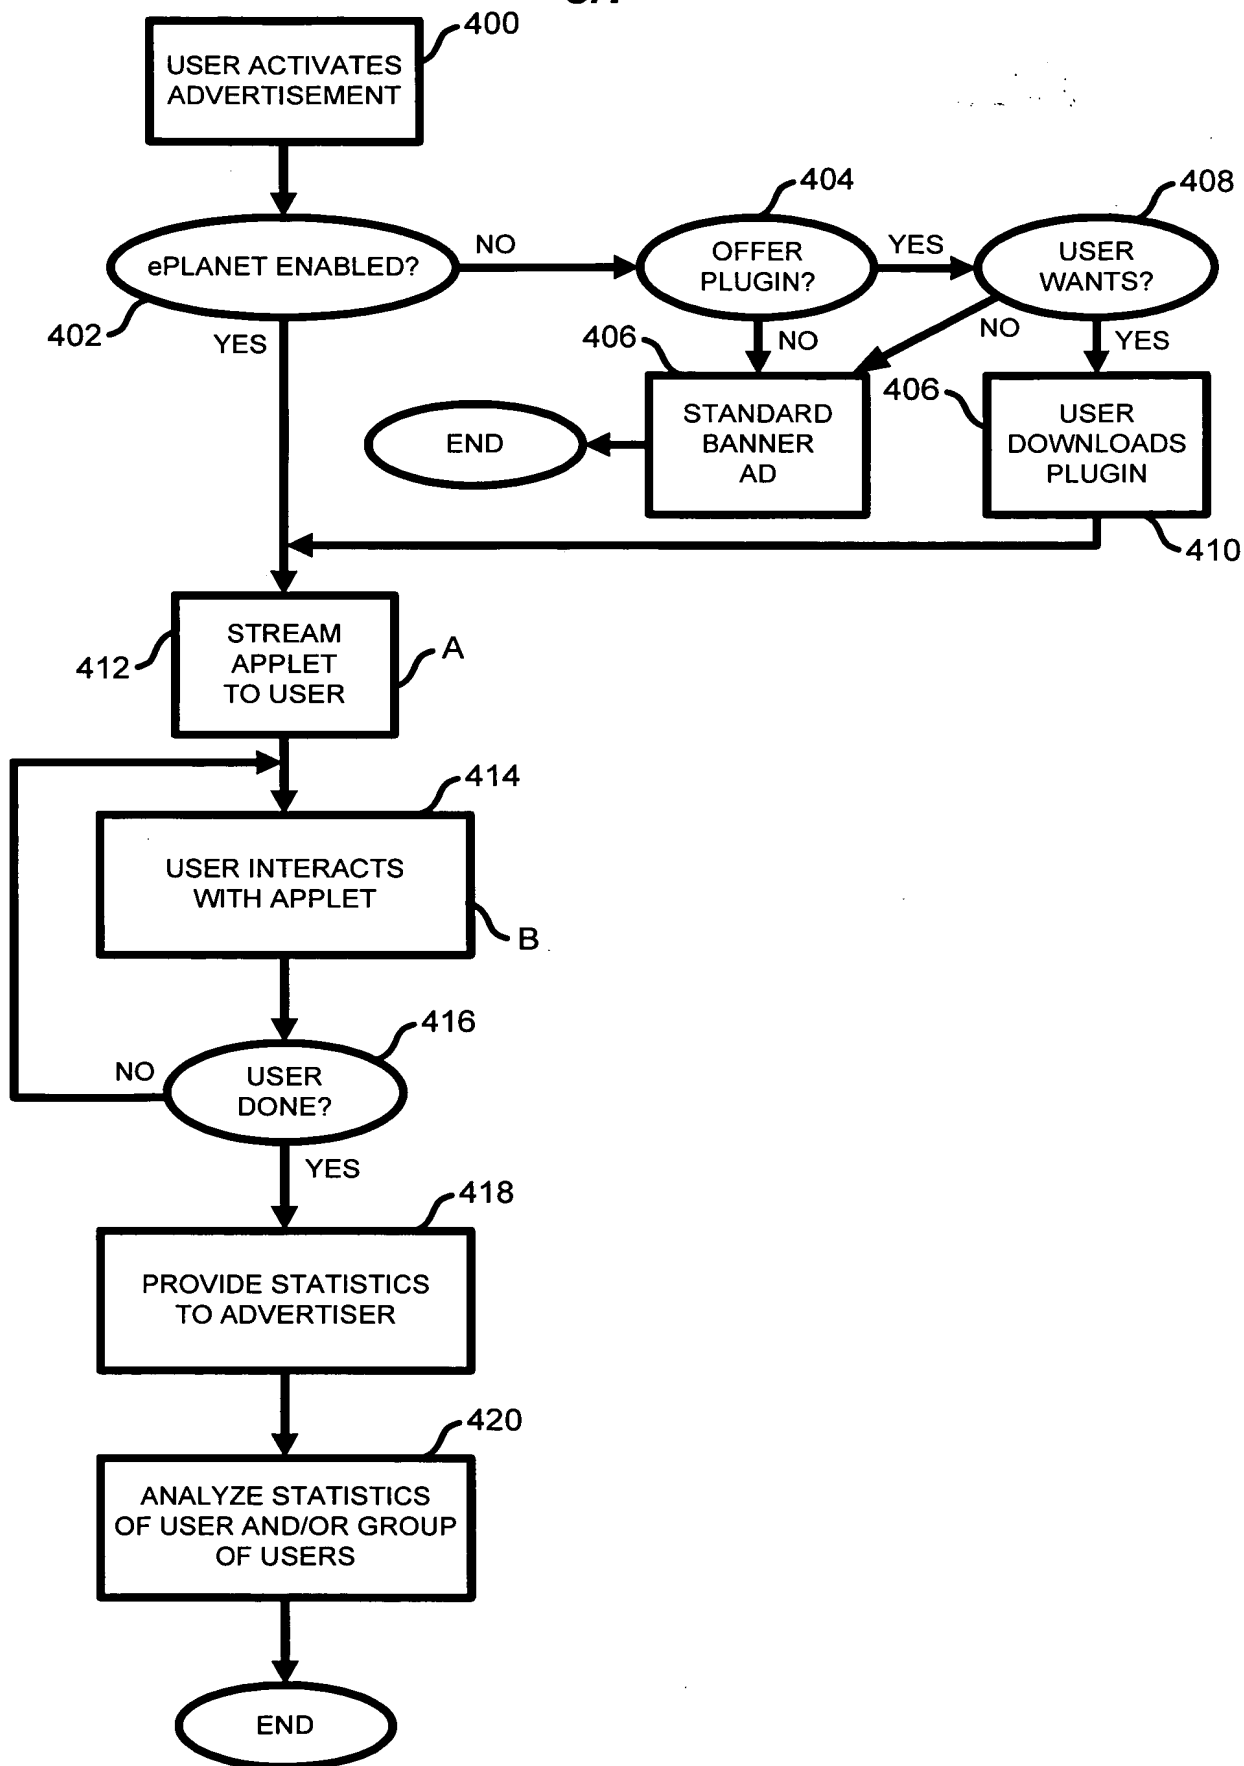 400
USER ACTIVATES
ADVERTISEMENT
ePLANET ENABLED?
402
NO
YES
404
OFFER
PLUGIN?
YES
NO
408
USER
WANTS?
NO
YES
406
STANDARD
BANNER
AD
END
406
USER
DOWNLOADS
PLUGIN
410
412
STREAM
APPLET
TO USER
A
414
USER INTERACTS
WITH APPLET
B
416
USER
DONE?
NO
YES
418
PROVIDE STATISTICS
TO ADVERTISER
420
ANALYZE STATISTICS
OF USER AND/OR GROUP
OF USERS
END